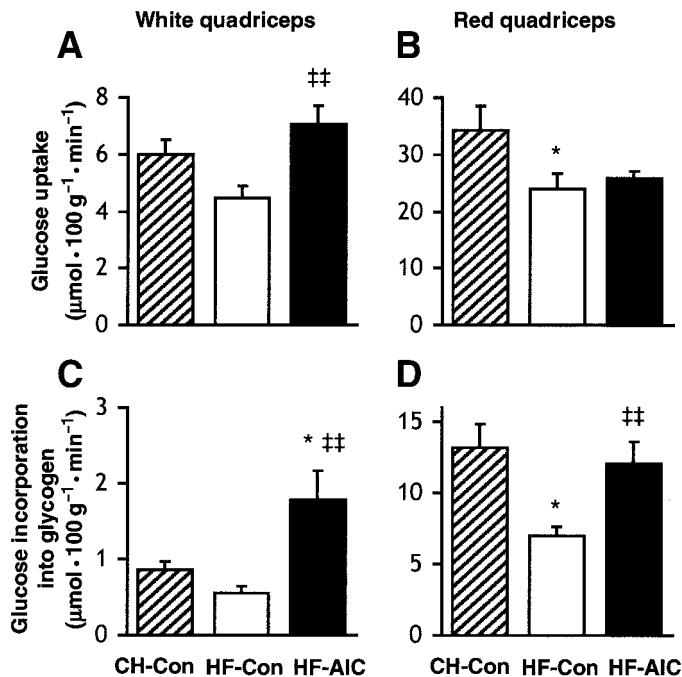 White quadriceps
Red quadriceps
A
B
‡‡
Glucose uptake
(µmol • 100 g⁻¹ • min⁻¹)
8
6
4
2
0
40
30
20
10
0
*
C
D
Glucose incorporation
into glycogen
(µmol • 100 g⁻¹ • min⁻¹)
3
2
1
0
* ‡‡
15
10
5
0
*
‡‡
CH-Con HF-Con HF-AIC
CH-Con HF-Con HF-AIC